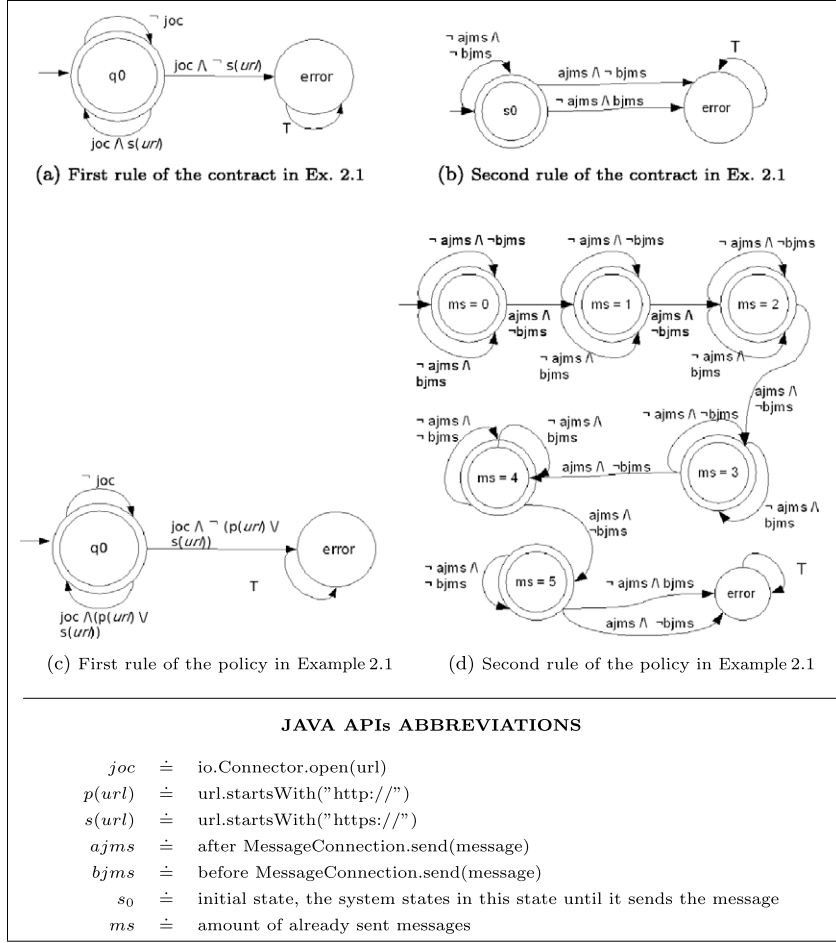 ¬ joc
q0
joc /\ ¬ s(url)
error
joc /\ s(url)
T
(a) First rule of the contract in Ex. 2.1
¬ ajms /\
¬ bjms
s0
ajms /\ ¬ bjms
¬ ajms /\ bjms
T
error
(b) Second rule of the contract in Ex. 2.1
¬ joc
q0
joc /\ ¬ (p(url) \/
s(url))
error
joc /\(p(url) \/
s(url))
T
(c) First rule of the policy in Example 2.1
¬ ajms /\ ¬bjms
¬ ajms /\ ¬bjms
¬ ajms /\ ¬bjms
ms = 0
ms = 1
ms = 2
ajms /\
¬bjms
ajms /\
¬bjms
¬ ajms /\
bjms
¬ ajms /\
bjms
¬ ajms /\
bjms
ajms /\
¬bjms
¬ ajms /\
¬ bjms
¬ ajms /\
bjms
¬ ajms /\ ¬bjms
ms = 4
ajms /\ ¬bjms
ms = 3
¬ ajms /\
bjms
ajms /\
¬bjms
¬ ajms /\
¬ bjms
ms = 5
¬ ajms /\ bjms
ajms /\ ¬bjms
error
T
(d) Second rule of the policy in Example 2.1
JAVA APIs ABBREVIATIONS
joc ≐ io.Connector.open(url)
p(url) ≐ url.startsWith("http://")
s(url) ≐ url.startsWith("https://")
ajms ≐ after MessageConnection.send(message)
bjms ≐ before MessageConnection.send(message)
s₀ ≐ initial state, the system states in this state until it sends the message
ms ≐ amount of already sent messages